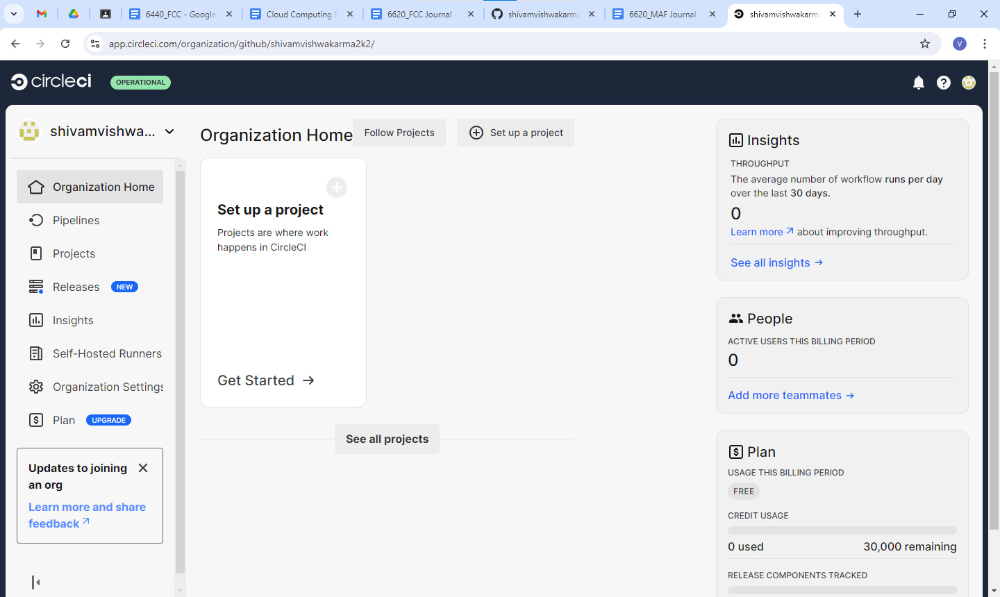 6440_FCC - Google
Cloud Computing P
6620_FCC Journal -
shivamvishwakarma
6620_MAF Journal -
shivamvishwakarma
app.circleci.com/organization/github/shivamvishwakarma2k2/
V
circleci
OPERATIONAL
shivamvishwa...
Organization Home
Pipelines
Projects
Releases NEW
Insights
Self-Hosted Runners
Organization Settings
Plan UPGRADE
Updates to joining
an org
Learn more and share
feedback
Organization Home
Follow Projects
Set up a project
Set up a project
Projects are where work
happens in CircleCI
Get Started
See all projects
Insights
THROUGHPUT
The average number of workflow runs per day
over the last 30 days.
0
Learn more about improving throughput.
See all insights
People
ACTIVE USERS THIS BILLING PERIOD
0
Add more teammates
Plan
USAGE THIS BILLING PERIOD
FREE
CREDIT USAGE
0 used 30,000 remaining
RELEASE COMPONENTS TRACKED